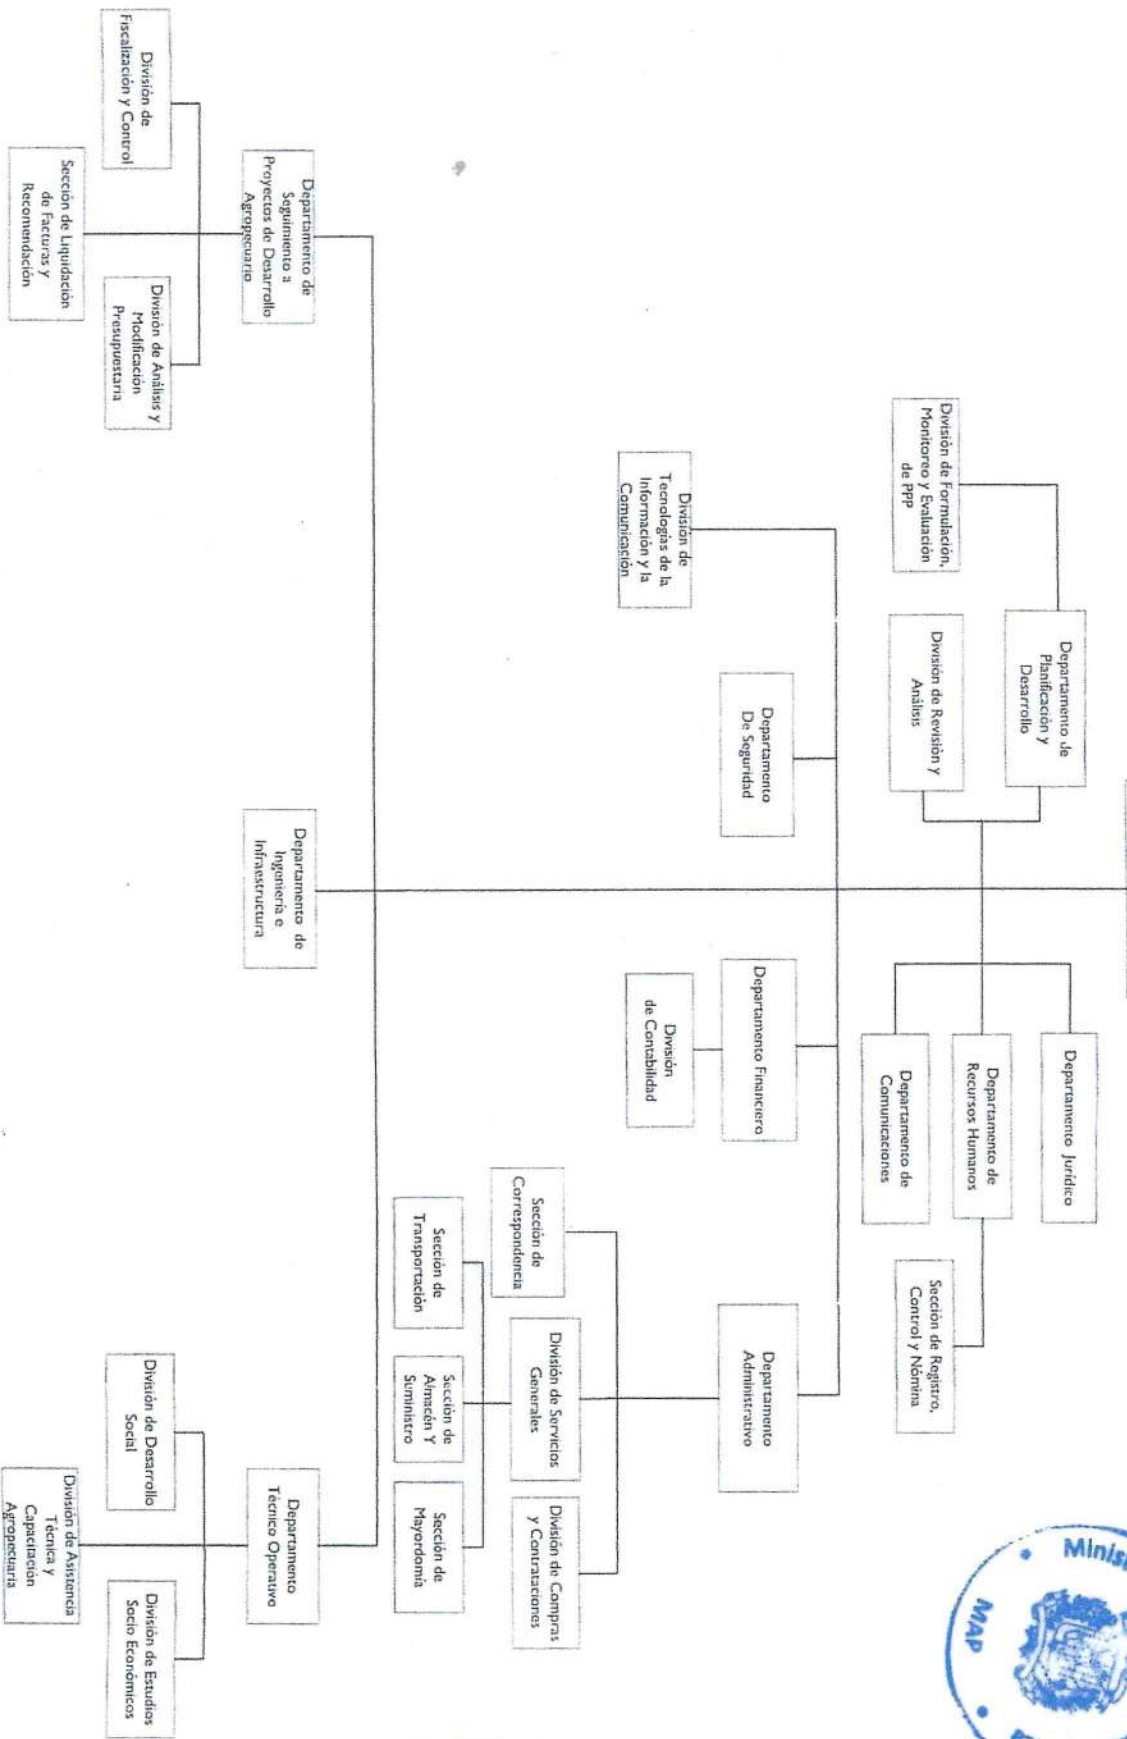 Departamento de
Planificación y
Desarrollo
División de Formulación,
Monitoreo y Evaluación
de PPP
División de Revisión y
Análisis
Departamento Jurídico
Departamento de
Recursos Humanos
Sección de Registro,
Control y Nómina
Departamento de
Comunicaciones
División de
Tecnologías de la
Información y la
Comunicación
Departamento
De Seguridad
Departamento Financiero
División
de Contabilidad
Departamento
Administrativo
Sección de
Correspondencia
División de Servicios
Generales
División de Compras
y Contrataciones
Sección de
Transportación
Sección de
Almacén Y
Suministro
Sección de
Mayordomía
Departamento de
Seguimiento a
Proyectos de Desarrollo
Agropecuario
Departamento de
Ingeniería e
Infraestructura
Departamento
Técnico Operativo
División de
Fiscalización y Control
División de Análisis y
Modificación
Presupuestaria
Sección de Liquidación
de Facturas y
Recomendación
División de Desarrollo
Social
División de Estudios
Socio Económicos
División de Asistencia
Técnica y
Capacitación
Agropecuaria
MAP